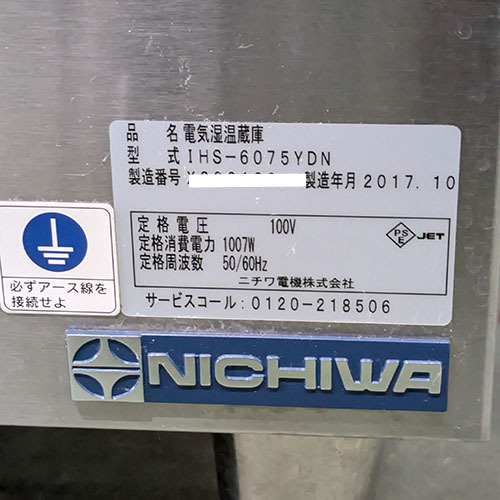 品 名 電気湿温蔵庫
型 式 IHS-6075YDN
製造番号 製造年月 2017.10
定格電圧 100V
定格消費電力 1007W
定格周波数 50/60Hz
PSE JET
ニチワ電機株式会社
サービスコール:0120-218506
必ずアース線を
接続せよ
NICHIWA